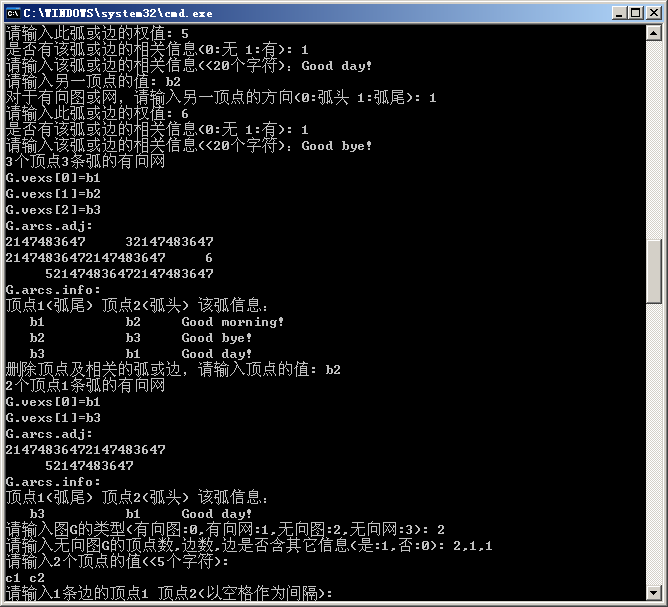 C:\WINDOWS\system32\cmd.exe
请输入此弧或边的权值: 5
是否有该弧或边的相关信息(0:无 1:有): 1
请输入该弧或边的相关信息(<20个字符)：Good day!
请输入另一顶点的值: b2
对于有向图或网，请输入另一顶点的方向(0:弧头 1:弧尾): 1
请输入此弧或边的权值: 6
是否有该弧或边的相关信息(0:无 1:有): 1
请输入该弧或边的相关信息(<20个字符)：Good bye!
3个顶点3条弧的有向网
G.vexs[0]=b1
G.vexs[1]=b2
G.vexs[2]=b3
G.arcs.adj:
2147483647     32147483647
21474836472147483647     6
     521474836472147483647
G.arcs.info:
顶点1(弧尾) 顶点2(弧头) 该弧信息：
   b1          b2     Good morning!
   b2          b3     Good bye!
   b3          b1     Good day!
删除顶点及相关的弧或边，请输入顶点的值: b2
2个顶点1条弧的有向网
G.vexs[0]=b1
G.vexs[1]=b3
G.arcs.adj:
21474836472147483647
     52147483647
G.arcs.info:
顶点1(弧尾) 顶点2(弧头) 该弧信息：
   b3          b1     Good day!
请输入图G的类型(有向图:0,有向网:1,无向图:2,无向网:3): 2
请输入无向图G的顶点数,边数,边是否含其它信息(是:1,否:0): 2,1,1
请输入2个顶点的值(<5个字符):
c1 c2
请输入1条边的顶点1 顶点2(以空格作为间隔):